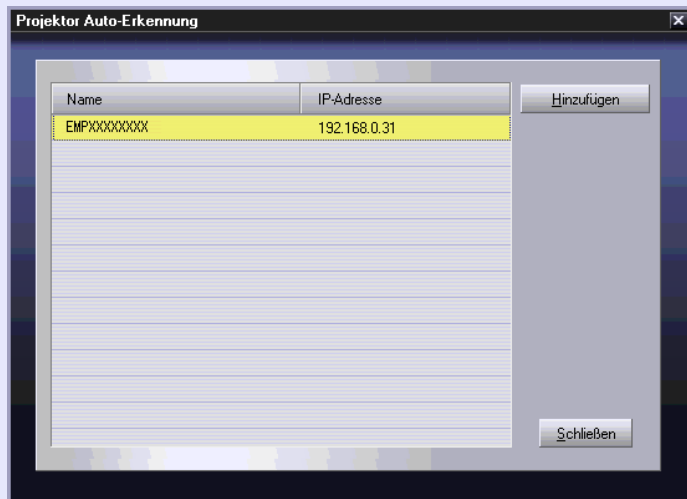 Projektor Auto-Erkennung
Name IP-Adresse Hinzufügen
EMPXXXXXXXX 192.168.0.31
Schließen